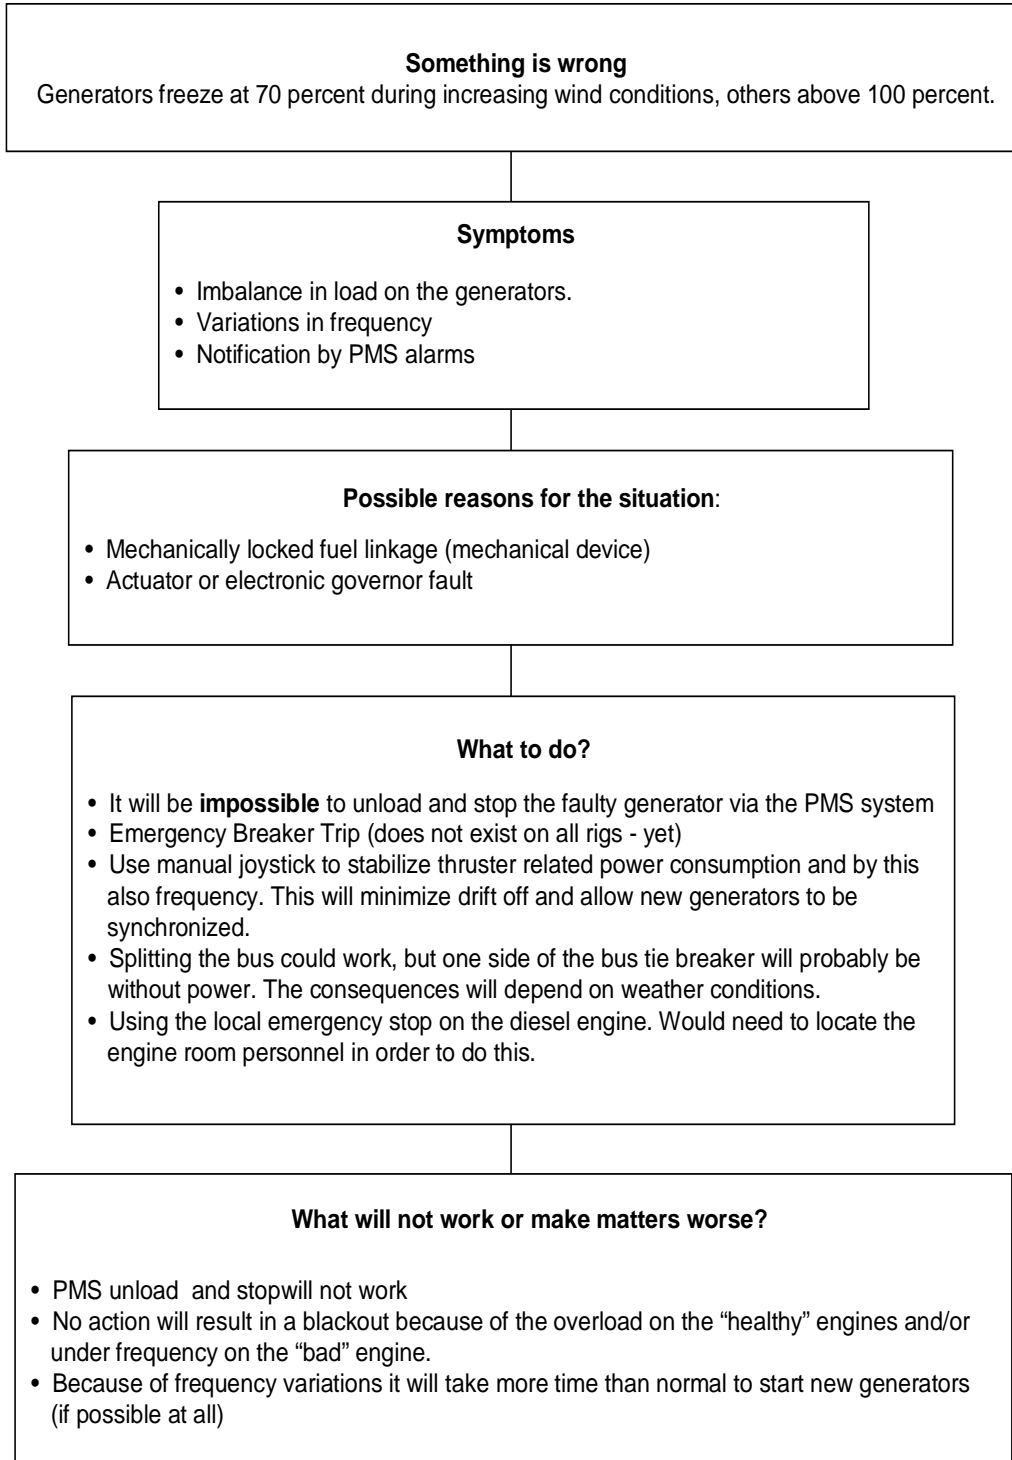 Something is wrong
Generators freeze at 70 percent during increasing wind conditions, others above 100 percent.
Symptoms
• Imbalance in load on the generators.
• Variations in frequency
• Notification by PMS alarms
Possible reasons for the situation:
• Mechanically locked fuel linkage (mechanical device)
• Actuator or electronic governor fault
What to do?
• It will be impossible to unload and stop the faulty generator via the PMS system
• Emergency Breaker Trip (does not exist on all rigs - yet)
• Use manual joystick to stabilize thruster related power consumption and by this
also frequency. This will minimize drift off and allow new generators to be
synchronized.
• Splitting the bus could work, but one side of the bus tie breaker will probably be
without power. The consequences will depend on weather conditions.
• Using the local emergency stop on the diesel engine. Would need to locate the
engine room personnel in order to do this.
What will not work or make matters worse?
• PMS unload  and stopwill not work
• No action will result in a blackout because of the overload on the “healthy” engines and/or
under frequency on the “bad” engine.
• Because of frequency variations it will take more time than normal to start new generators
(if possible at all)